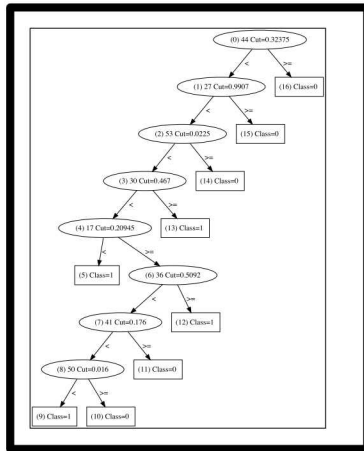 (0) 44 Cut=0.32375
< >=
(1) 27 Cut=0.9907 (16) Class=0
< >=
(2) 53 Cut=0.0225 (15) Class=0
< >=
(3) 30 Cut=0.467 (14) Class=0
< >=
(4) 17 Cut=0.20945 (13) Class=1
< >=
(5) Class=1 (6) 36 Cut=0.5092
< >=
(7) 41 Cut=0.176 (12) Class=1
< >=
(8) 50 Cut=0.016 (11) Class=0
< >=
(9) Class=1 (10) Class=0